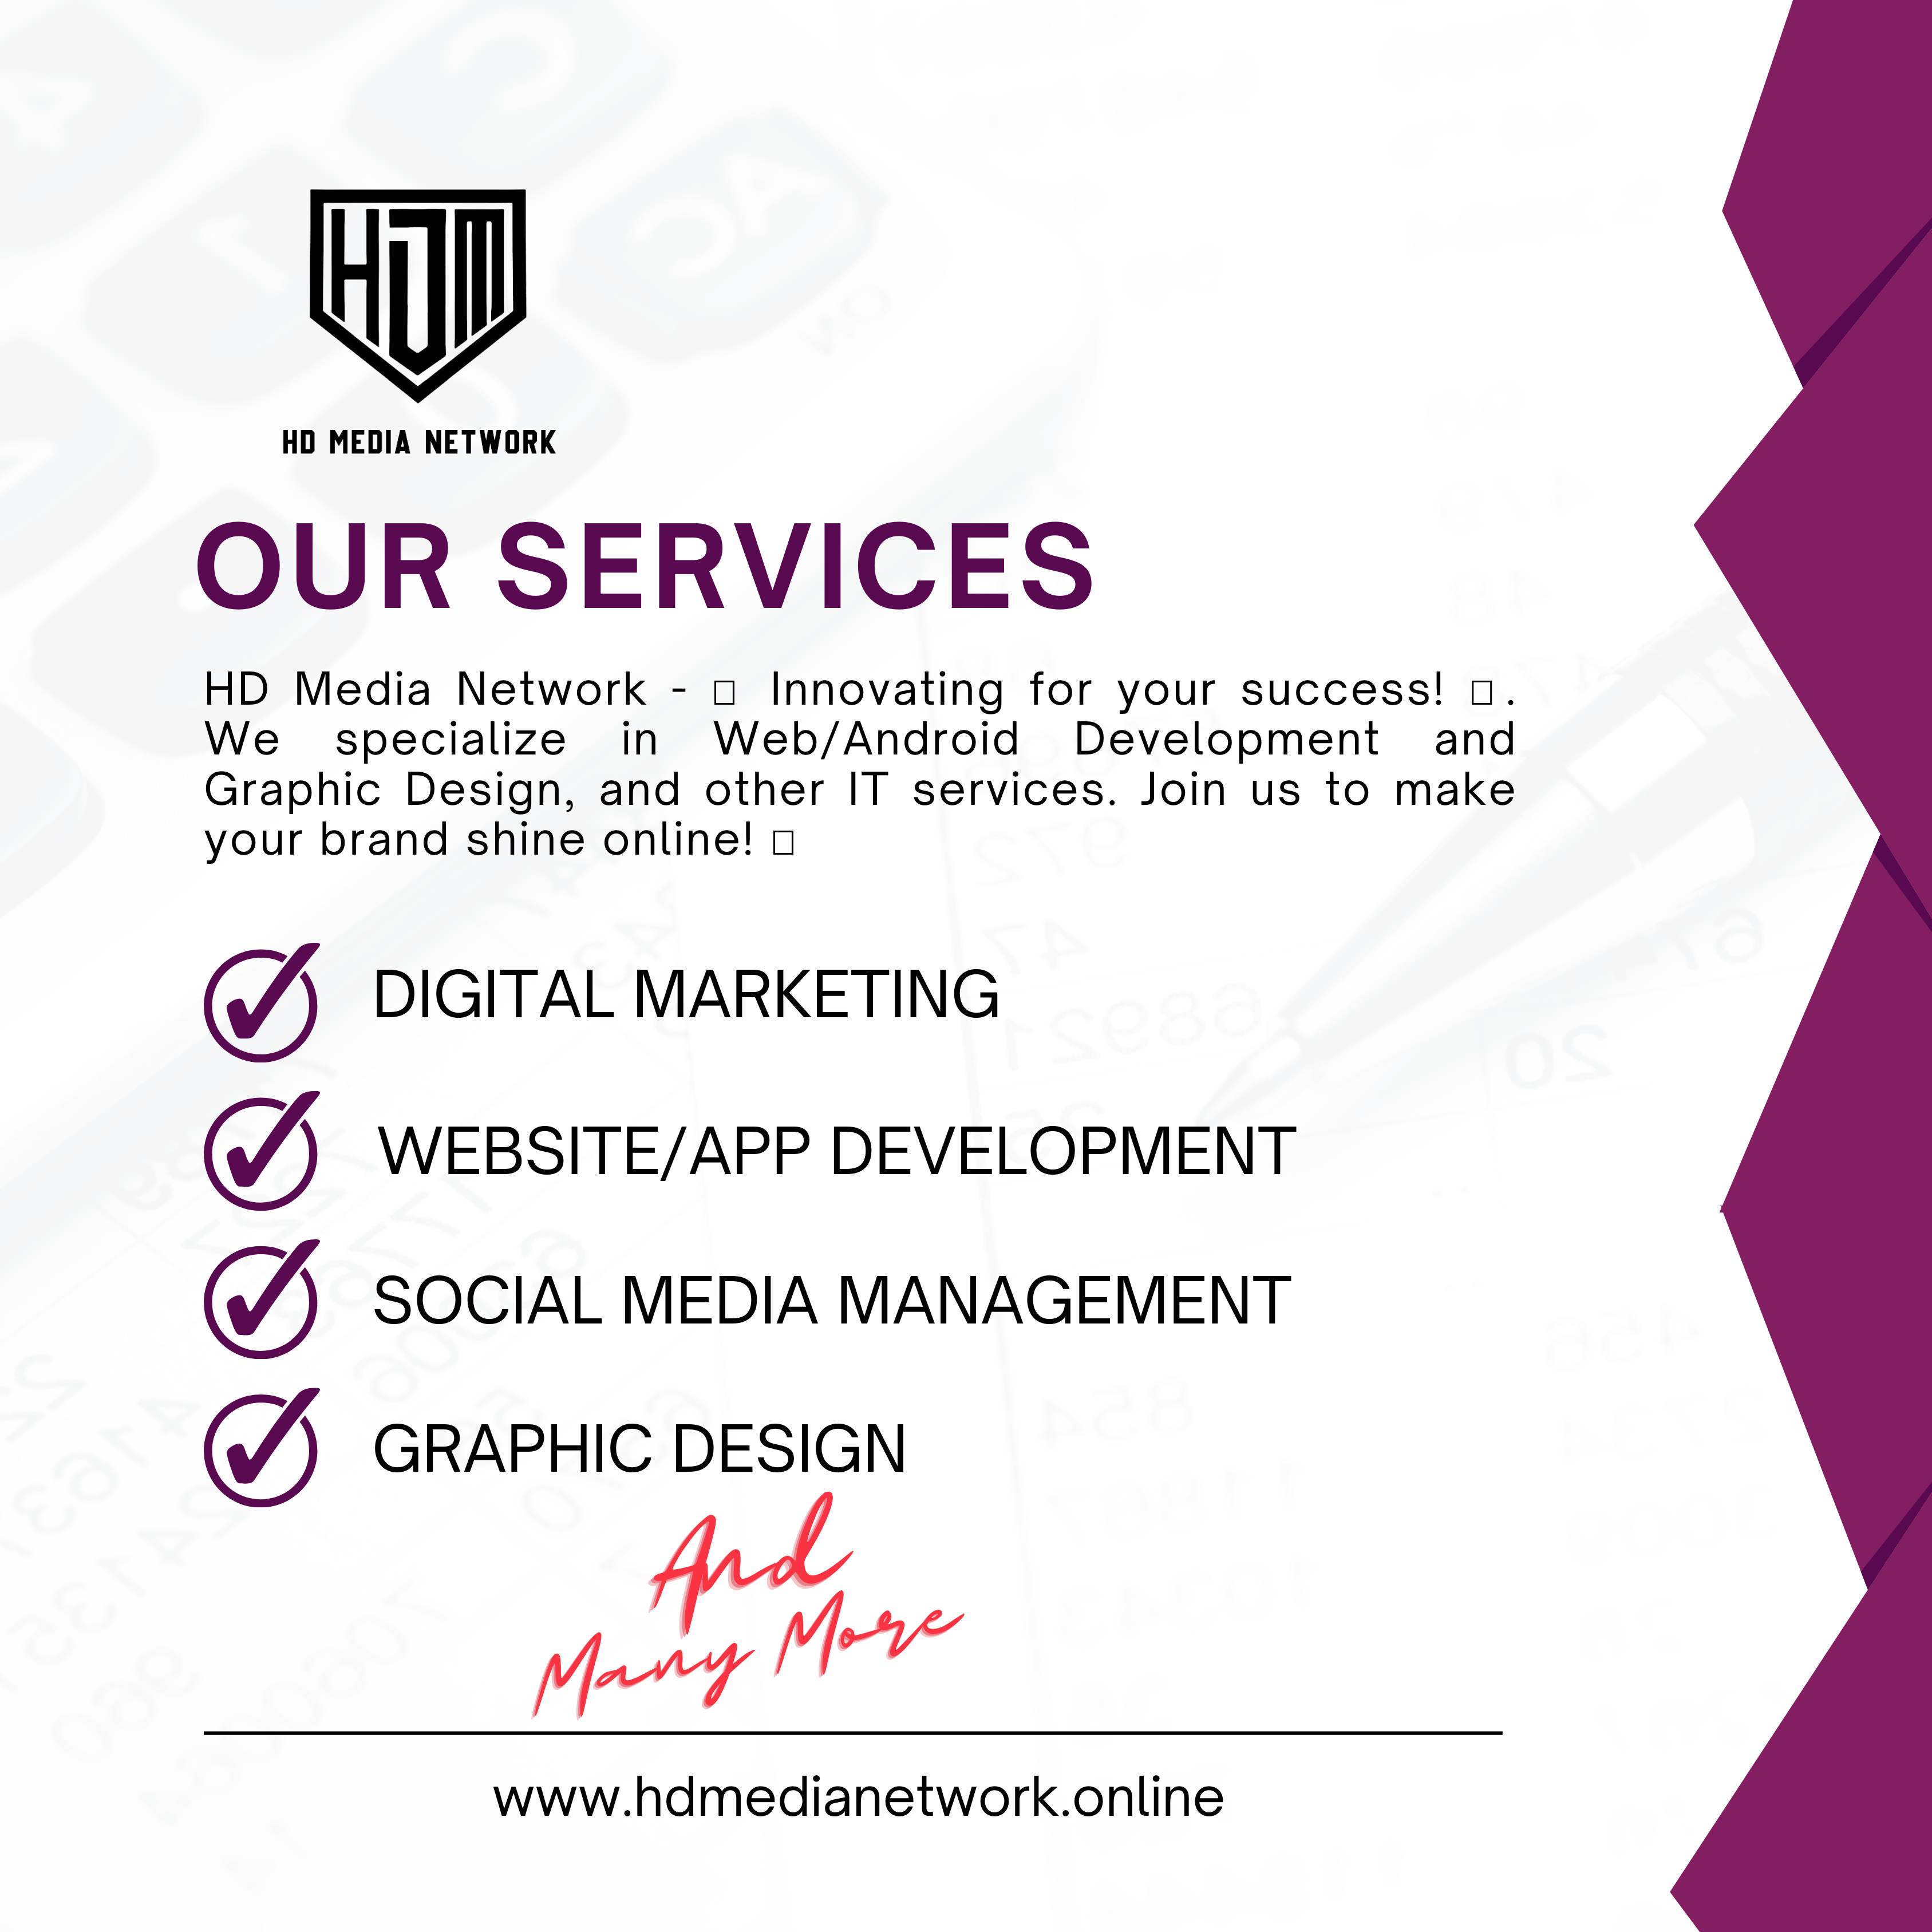 HDM
HD MEDIA NETWORK
OUR SERVICES
HD Media Network - □ Innovating for your success! □.
We specialize in Web/Android Development and
Graphic Design, and other IT services. Join us to make
your brand shine online! □
DIGITAL MARKETING
WEBSITE/APP DEVELOPMENT
SOCIAL MEDIA MANAGEMENT
GRAPHIC DESIGN
And
Many More
www.hdmedianetwork.online